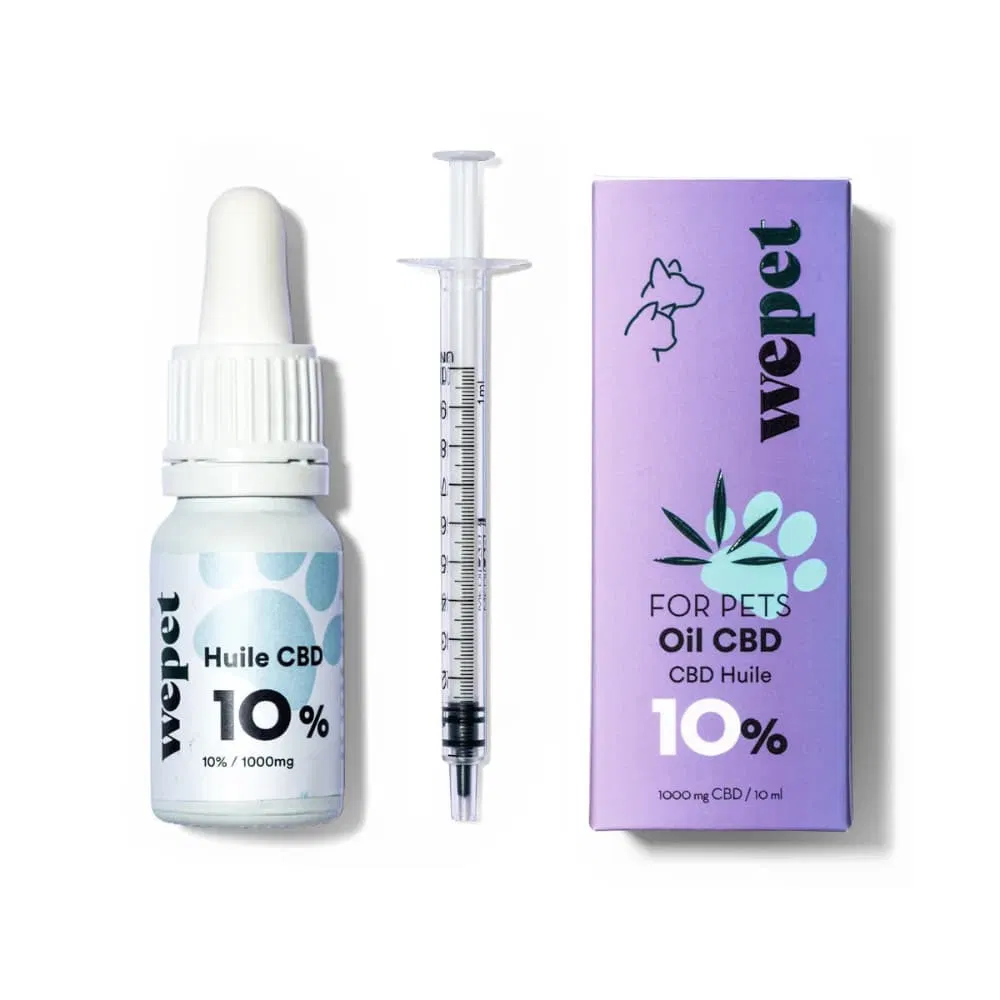 wepet
Huile CBD
10%
10% / 1000mg
1ml
wepet
FOR PETS
Oil CBD
CBD Huile
10%
1000 mg CBD / 10 ml